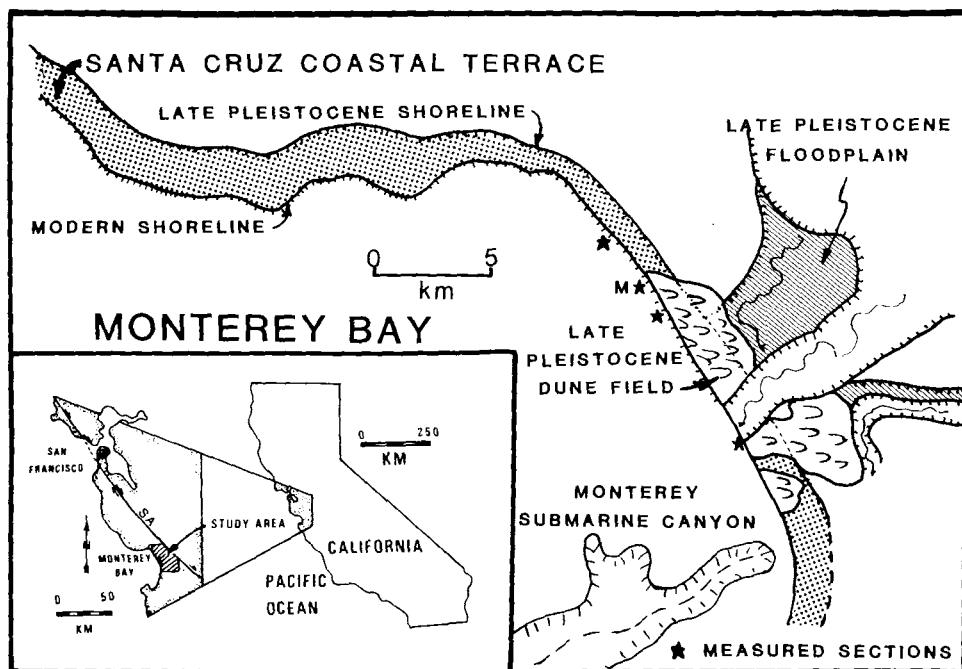 SANTA CRUZ COASTAL TERRACE
LATE PLEISTOCENE SHORELINE
LATE PLEISTOCENE
FLOODPLAIN
MODERN SHORELINE
0 5
km
M
MONTEREY BAY
LATE
PLEISTOCENE
DUNE FIELD
MONTEREY
SUBMARINE CANYON
MEASURED SECTIONS
SAN
FRANCISCO
SA
STUDY AREA
MONTEREY
BAY
0 50
KM
0 250
KM
CALIFORNIA
PACIFIC
OCEAN